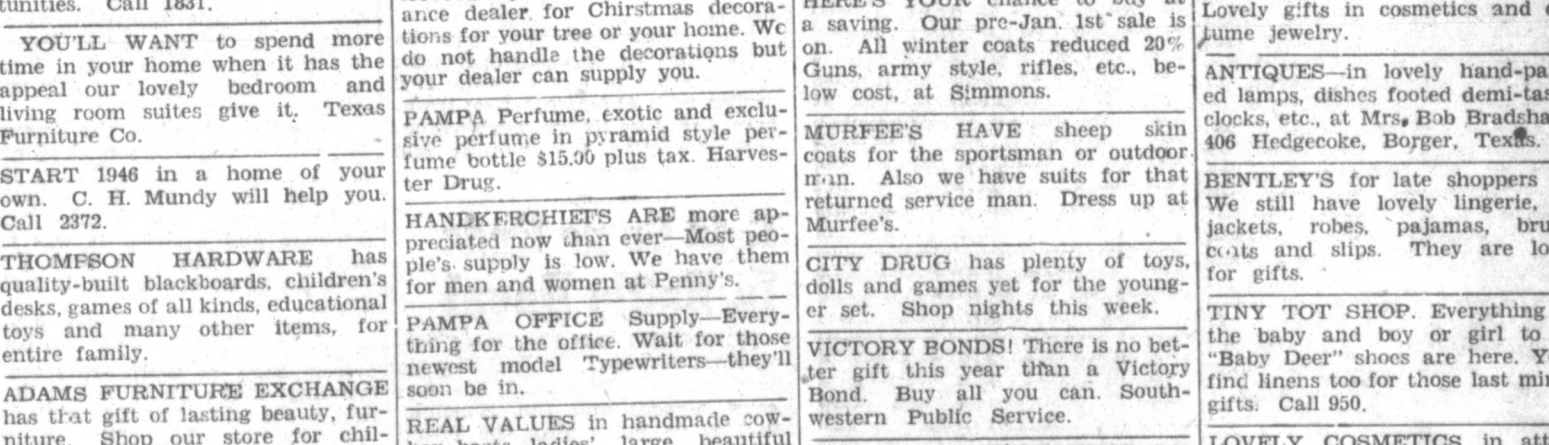 tunities. Call 1831.
YOU'LL WANT to spend more
time in your home when it has the
appeal our lovely bedroom and
living room suites give it. Texas
Furniture Co.
START 1946 in a home of your
own. C. H. Mundy will help you.
Call 2372.
THOMPSON HARDWARE has
quality-built blackboards, children's
desks, games of all kinds, educational
toys and many other items, for
entire family.
ADAMS FURNITURE EXCHANGE
has that gift of lasting beauty, fur-
niture. Shop our store for chil-
ance dealer for Chirstmas decora-
tions for your tree or your home. We
do not handle the decorations but
your dealer can supply you.
PAMPA Perfume, exotic and exclu-
sive perfume in pyramid style per-
fume bottle $15.00 plus tax. Harves-
ter Drug.
HANDKERCHIEFS ARE more ap-
preciated now than ever—Most peo-
ple's supply is low. We have them
for men and women at Penny's.
PAMPA OFFICE Supply—Every-
thing for the office. Wait for those
newest model Typewriters—they'll
soon be in.
REAL VALUES in handmade cow-
boy boots, ladies' large beautiful
HERE'S YOUR chance to buy at
a saving. Our pre-Jan. 1st sale is
on. All winter coats reduced 20%
Guns, army style, rifles, etc., be-
low cost, at Simmons.
MURFEE'S HAVE sheep skin
coats for the sportsman or outdoor
man. Also we have suits for that
returned service man. Dress up at
Murfee's.
CITY DRUG has plenty of toys,
dolls and games yet for the young-
er set. Shop nights this week.
VICTORY BONDS! There is no bet-
ter gift this year than a Victory
Bond. Buy all you can. South-
western Public Service.
Lovely gifts in cosmetics and
tume jewelry.
ANTIQUES—in lovely hand-pa
ed lamps, dishes footed demi-tas
clocks, etc., at Mrs. Bob Bradsha
406 Hedgecoke, Borger, Texas.
BENTLEY'S for late shoppers
We still have lovely lingerie,
jackets, robes, pajamas, bru
coats and slips. They are lo
for gifts.
TINY TOT SHOP. Everything
the baby and boy or girl to
"Baby Deer" shoes are here. Y
find linens too for those last min
gifts. Call 950.
LOVELY COSMETICS in att